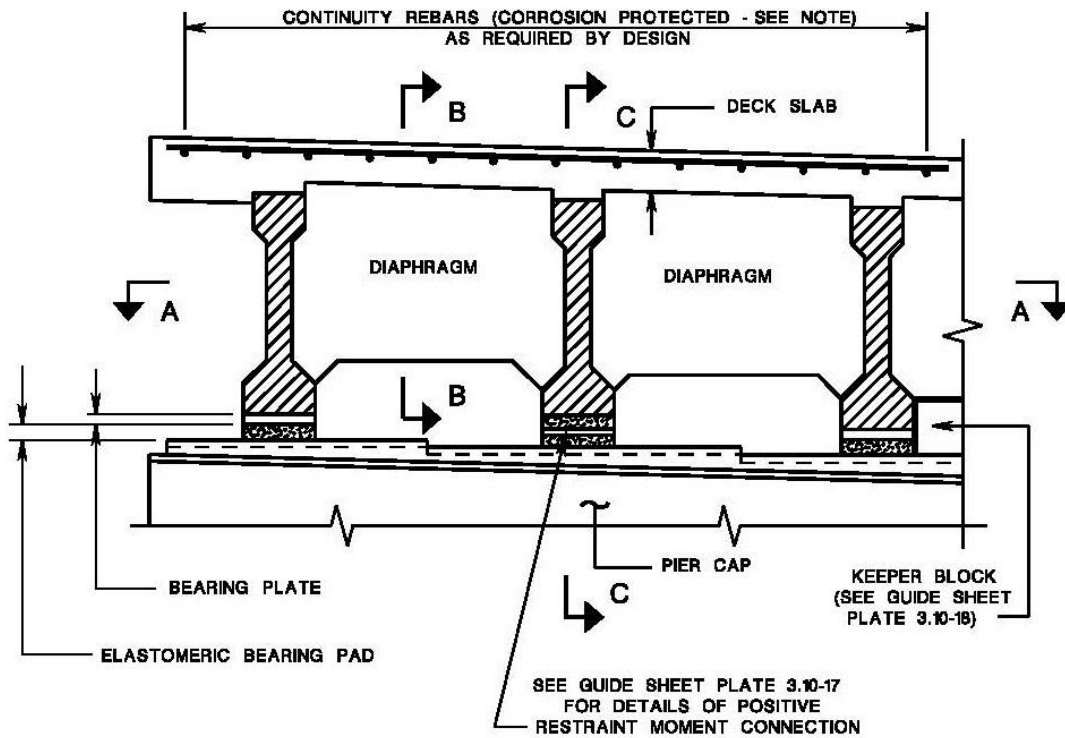 CONTINUITY REBARS (CORROSION PROTECTED - SEE NOTE)
AS REQUIRED BY DESIGN
B
C
DECK SLAB
DIAPHRAGM
DIAPHRAGM
A
A
B
PIER CAP
BEARING PLATE
KEEPER BLOCK
(SEE GUIDE SHEET
PLATE 3.10-18)
C
ELASTOMERIC BEARING PAD
SEE GUIDE SHEET PLATE 3.10-17
FOR DETAILS OF POSITIVE
RESTRAINT MOMENT CONNECTION